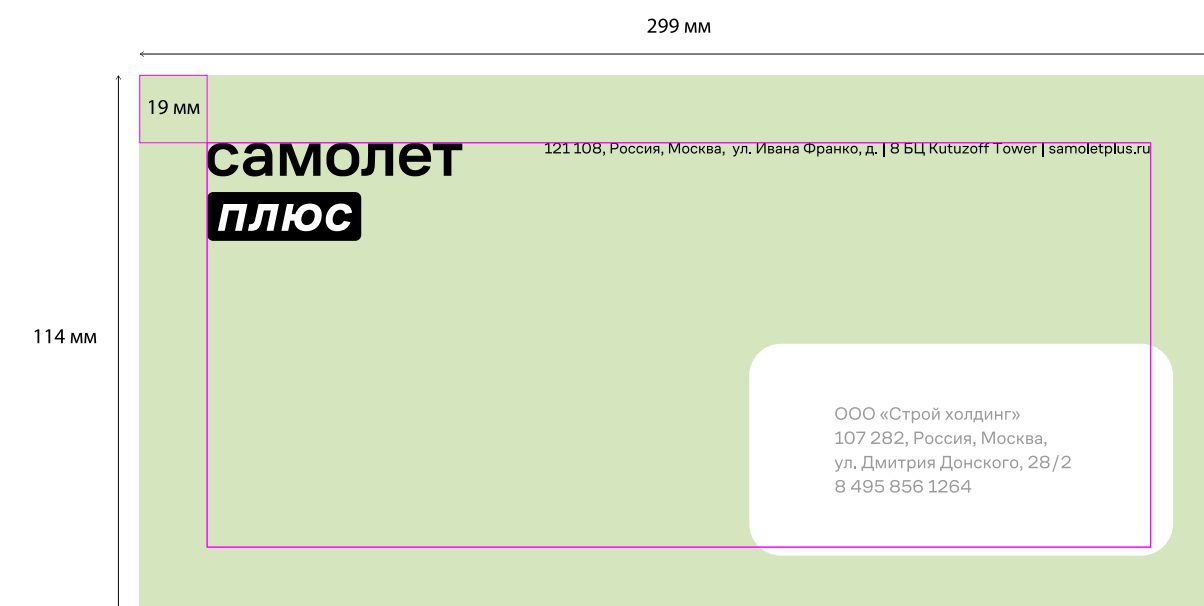 299 мм
19 мм
самолет
плюс
121 108, Россия, Москва, ул. Ивана Франко, д. | 8 БЦ Kutuzoff Tower | samoletplus.ru
114 мм
ООО «Строй холдинг»
107 282, Россия, Москва,
ул. Дмитрия Донского, 28/2
8 495 856 1264